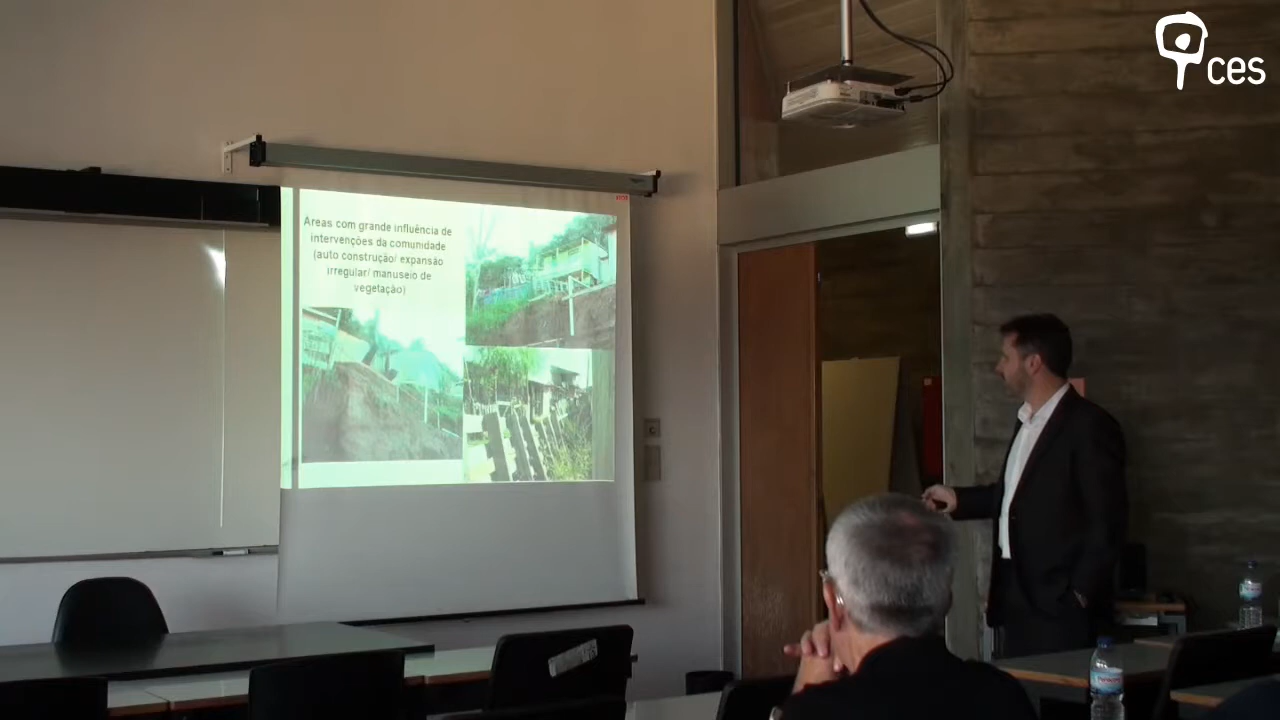 ces
Areas com grande influência de
intervenções da comunidade
(auto construção/ expansão
irregular/ manuseio de
vegetação)